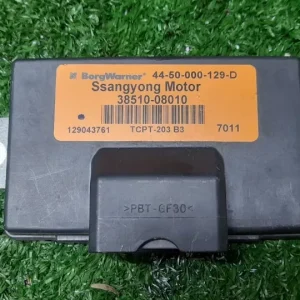 BorgWarner 44-50-000-129-D
Ssangyong Motor
38510-08010
129043761 TCPT-203 B3 7011
>PBT-GF30<